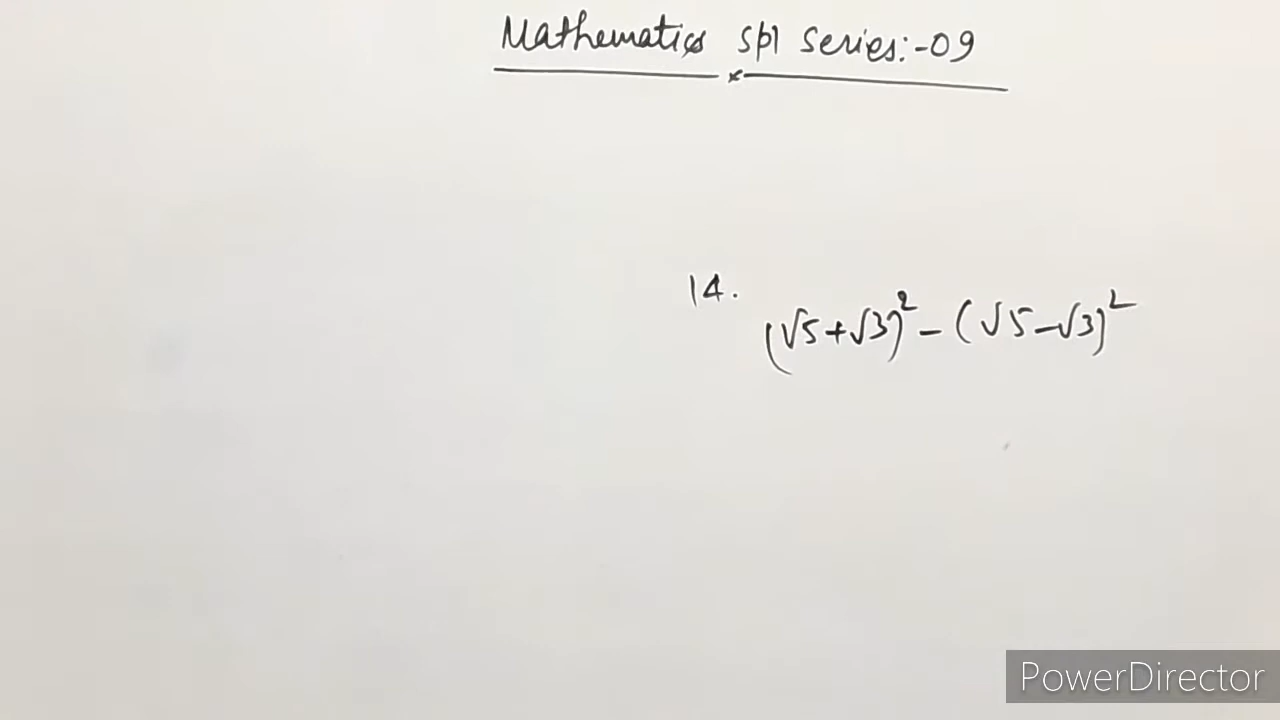 Mathematics spl series:-09
14.
(√5+√3)² - (√5-√3)²
PowerDirector